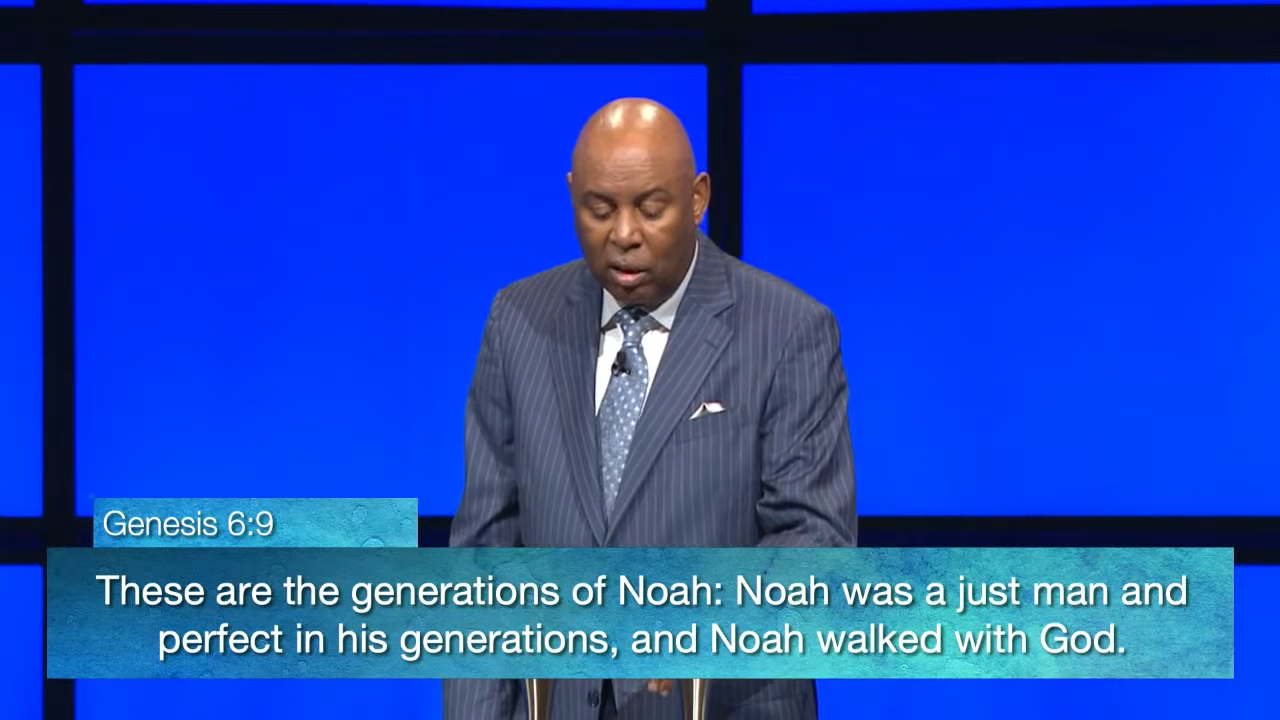 Genesis 6:9
These are the generations of Noah: Noah was a just man and
perfect in his generations, and Noah walked with God.